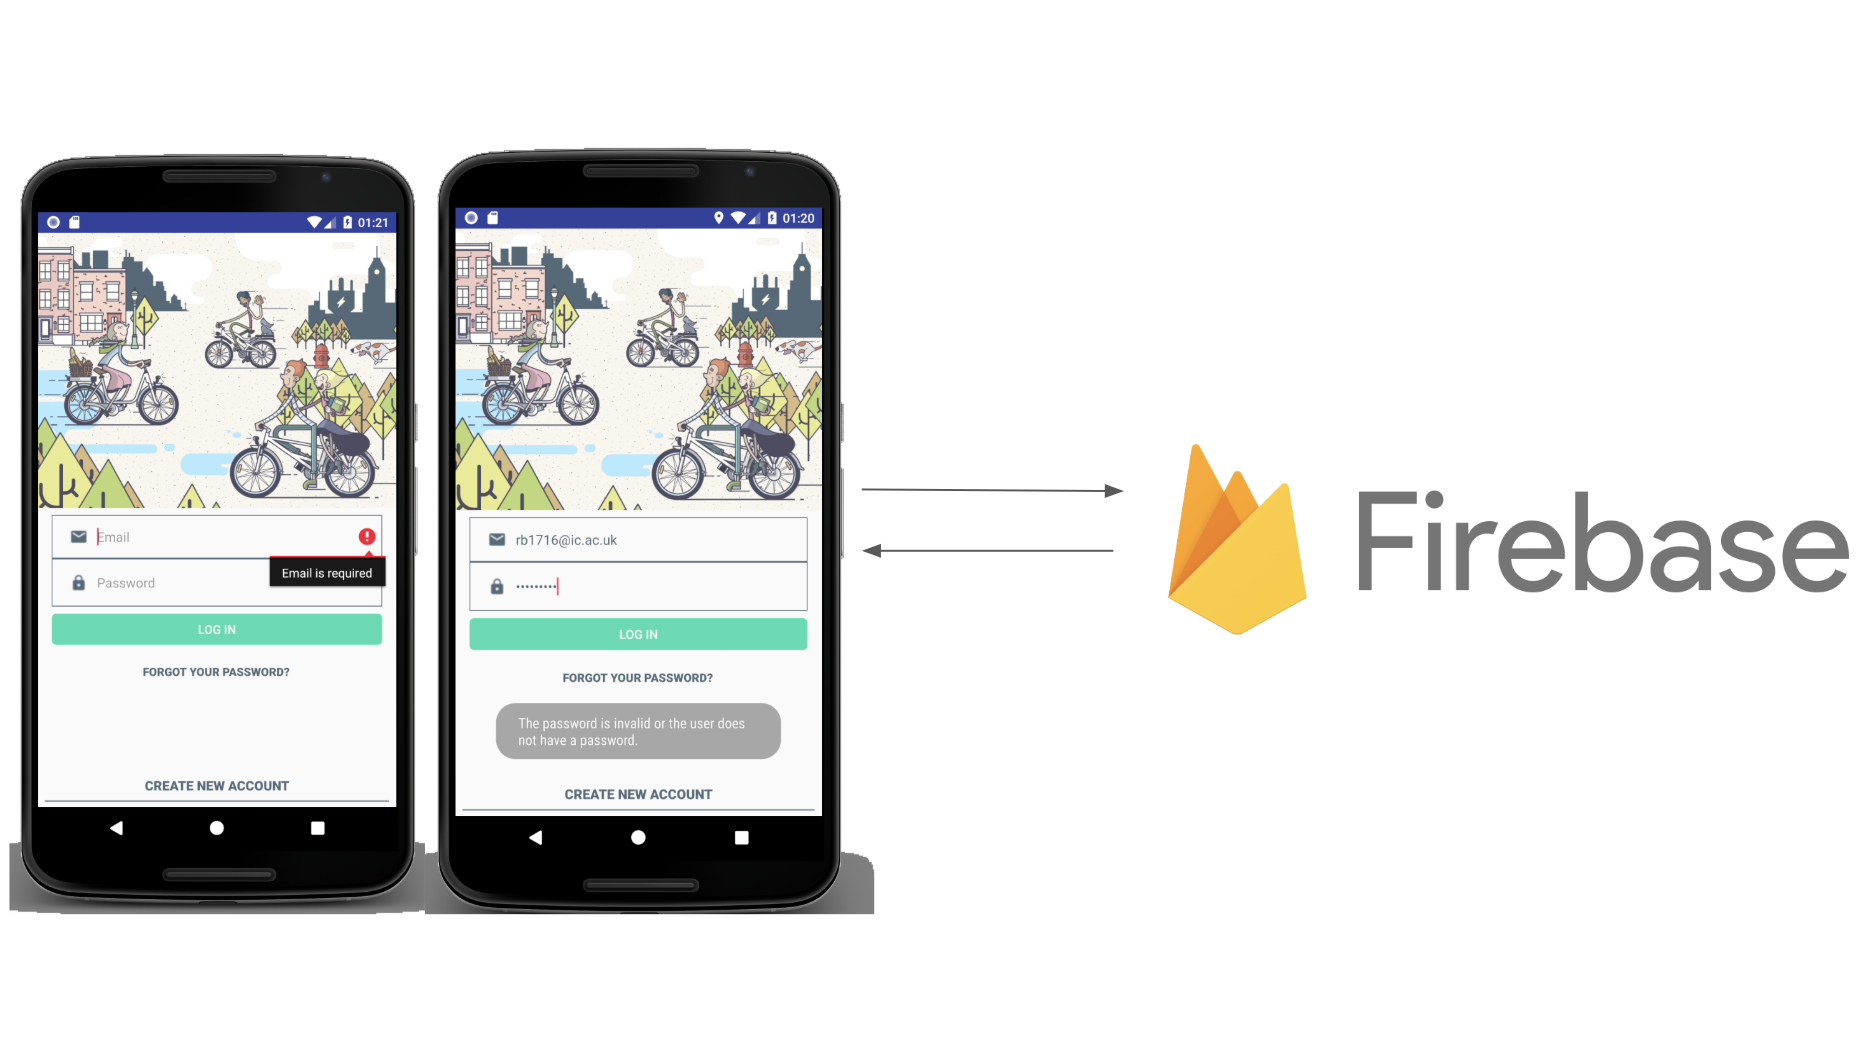 01:21
Email
Email is required
Password
LOG IN
FORGOT YOUR PASSWORD?
CREATE NEW ACCOUNT
01:20
rb1716@ic.ac.uk
•••••••••
LOG IN
FORGOT YOUR PASSWORD?
The password is invalid or the user does
not have a password.
CREATE NEW ACCOUNT
Firebase